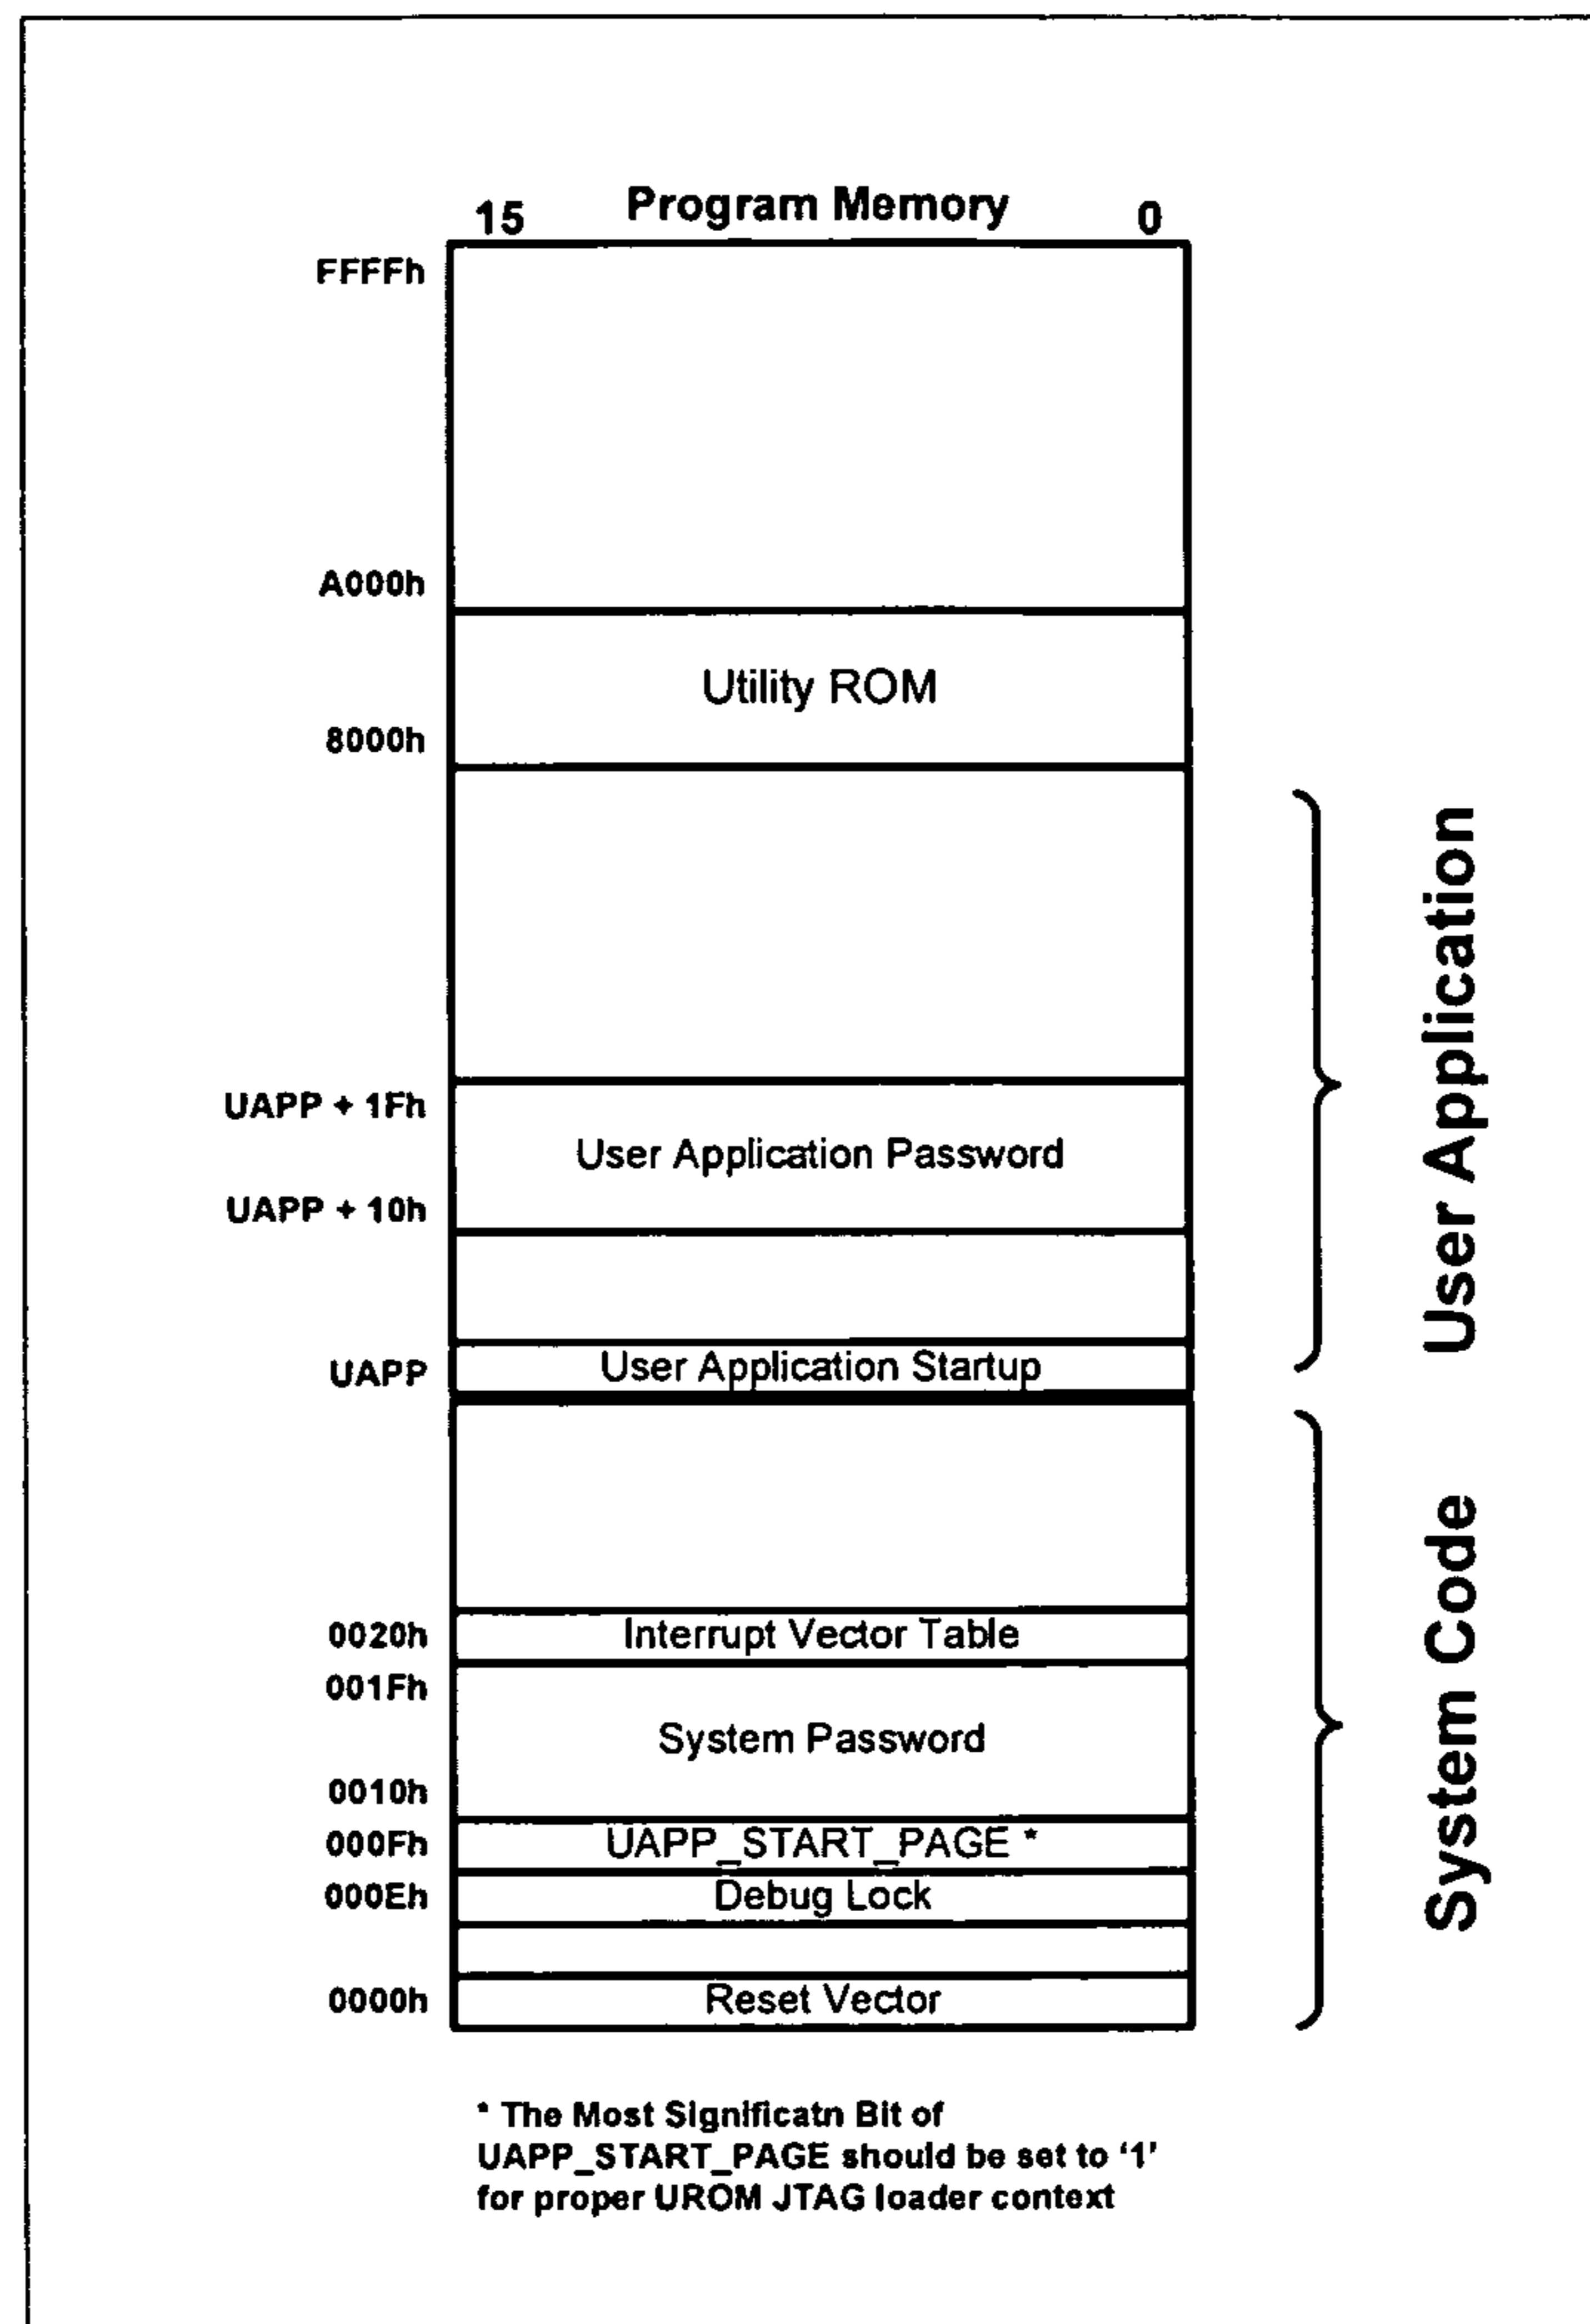 15 Program Memory 0
FFFFh
A000h
Utility ROM
8000h
UAPP + 1Fh
User Application Password
UAPP + 10h
UAPP User Application Startup
User Application
0020h Interrupt Vector Table
001Fh
System Password
0010h
000Fh UAPP_START_PAGE *
000Eh Debug Lock
0000h Reset Vector
System Code
* The Most Significatn Bit of
UAPP_START_PAGE should be set to ‘1’
for proper UROM JTAG loader context